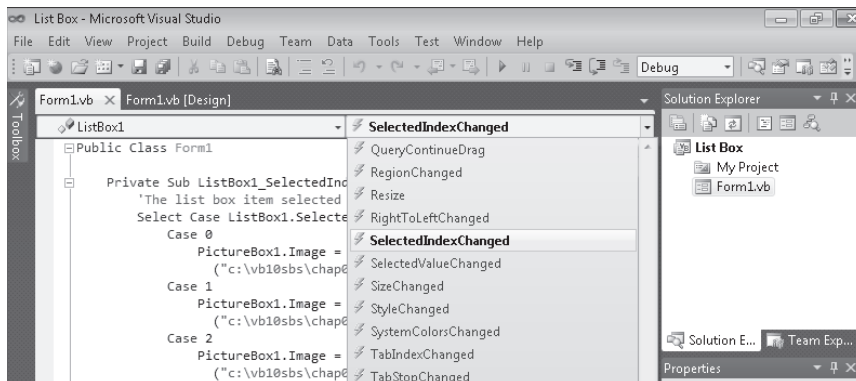 List Box - Microsoft Visual Studio
File Edit View Project Build Debug Team Data Tools Test Window Help
Debug
Toolbox
Form1.vb Form1.vb [Design]
ListBox1
SelectedIndexChanged
Public Class Form1
Private Sub ListBox1_SelectedInd
'The list box item selected
Select Case ListBox1.Selecte
Case 0
PictureBox1.Image =
("c:\vb10sbs\chap0
Case 1
PictureBox1.Image =
("c:\vb10sbs\chap0
Case 2
PictureBox1.Image =
("c:\vb10sbs\chap0
QueryContinueDrag
RegionChanged
Resize
RightToLeftChanged
SelectedIndexChanged
SelectedValueChanged
SizeChanged
StyleChanged
SystemColorsChanged
TabIndexChanged
TabStopChanged
Solution Explorer
List Box
My Project
Form1.vb
Solution E... Team Exp...
Properties